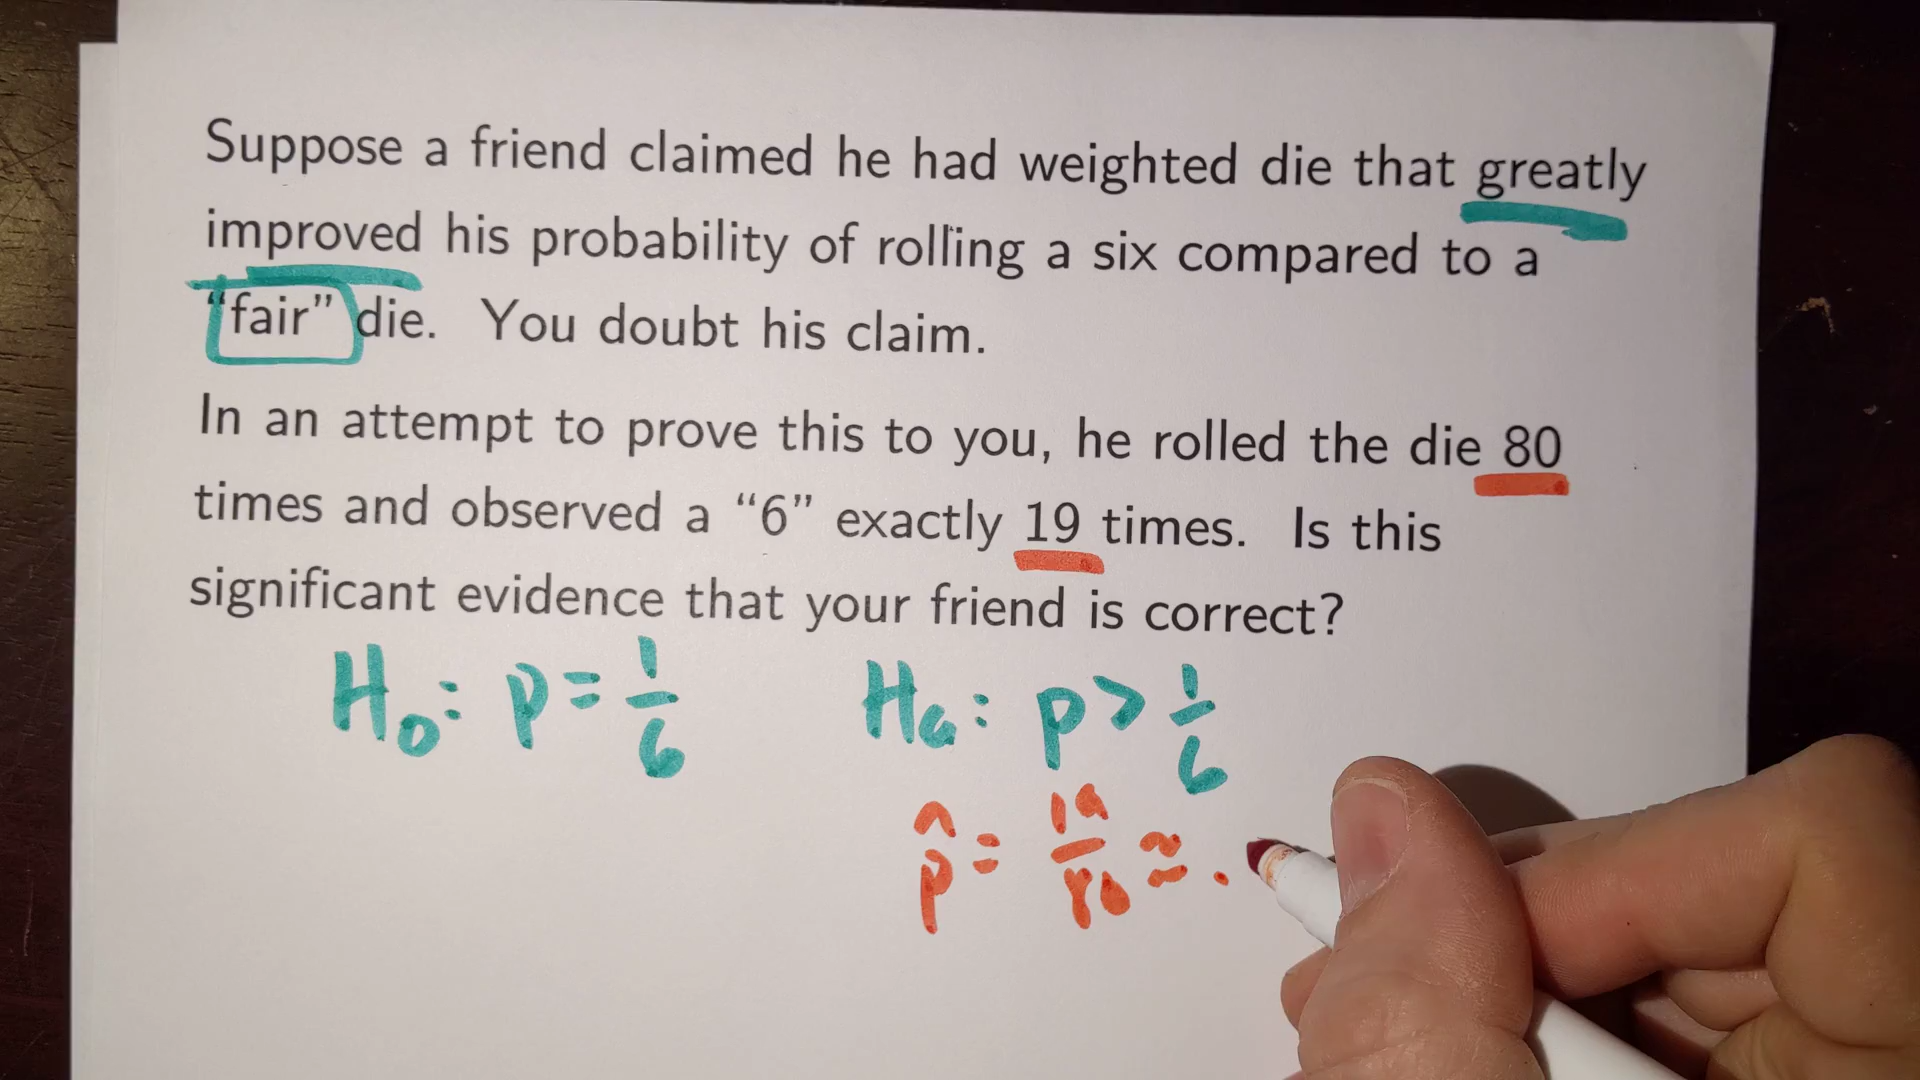 Suppose a friend claimed he had weighted die that greatly
improved his probability of rolling a six compared to a
“fair” die. You doubt his claim.
In an attempt to prove this to you, he rolled the die 80
times and observed a “6” exactly 19 times. Is this
significant evidence that your friend is correct?
H₀: p = 1/6 Hₐ: p > 1/6
p̂ = 19/80 ≈ .